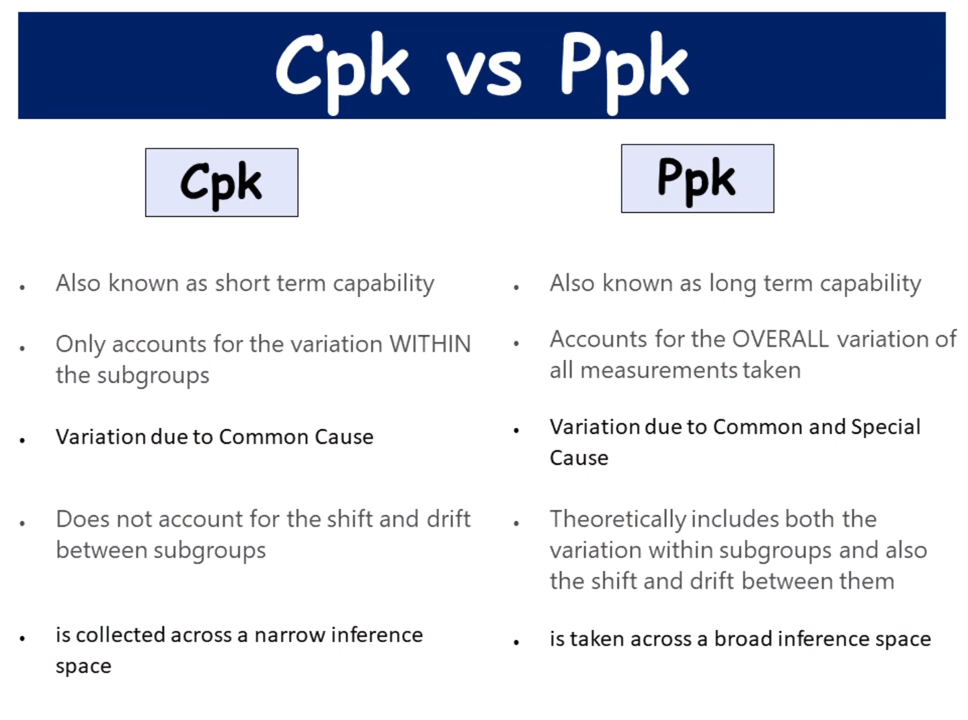 Cpk vs Ppk
Cpk
• Also known as short term capability
• Only accounts for the variation WITHIN
the subgroups
• Variation due to Common Cause
• Does not account for the shift and drift
between subgroups
• is collected across a narrow inference
space
Ppk
• Also known as long term capability
• Accounts for the OVERALL variation of
all measurements taken
• Variation due to Common and Special
Cause
• Theoretically includes both the
variation within subgroups and also
the shift and drift between them
• is taken across a broad inference space